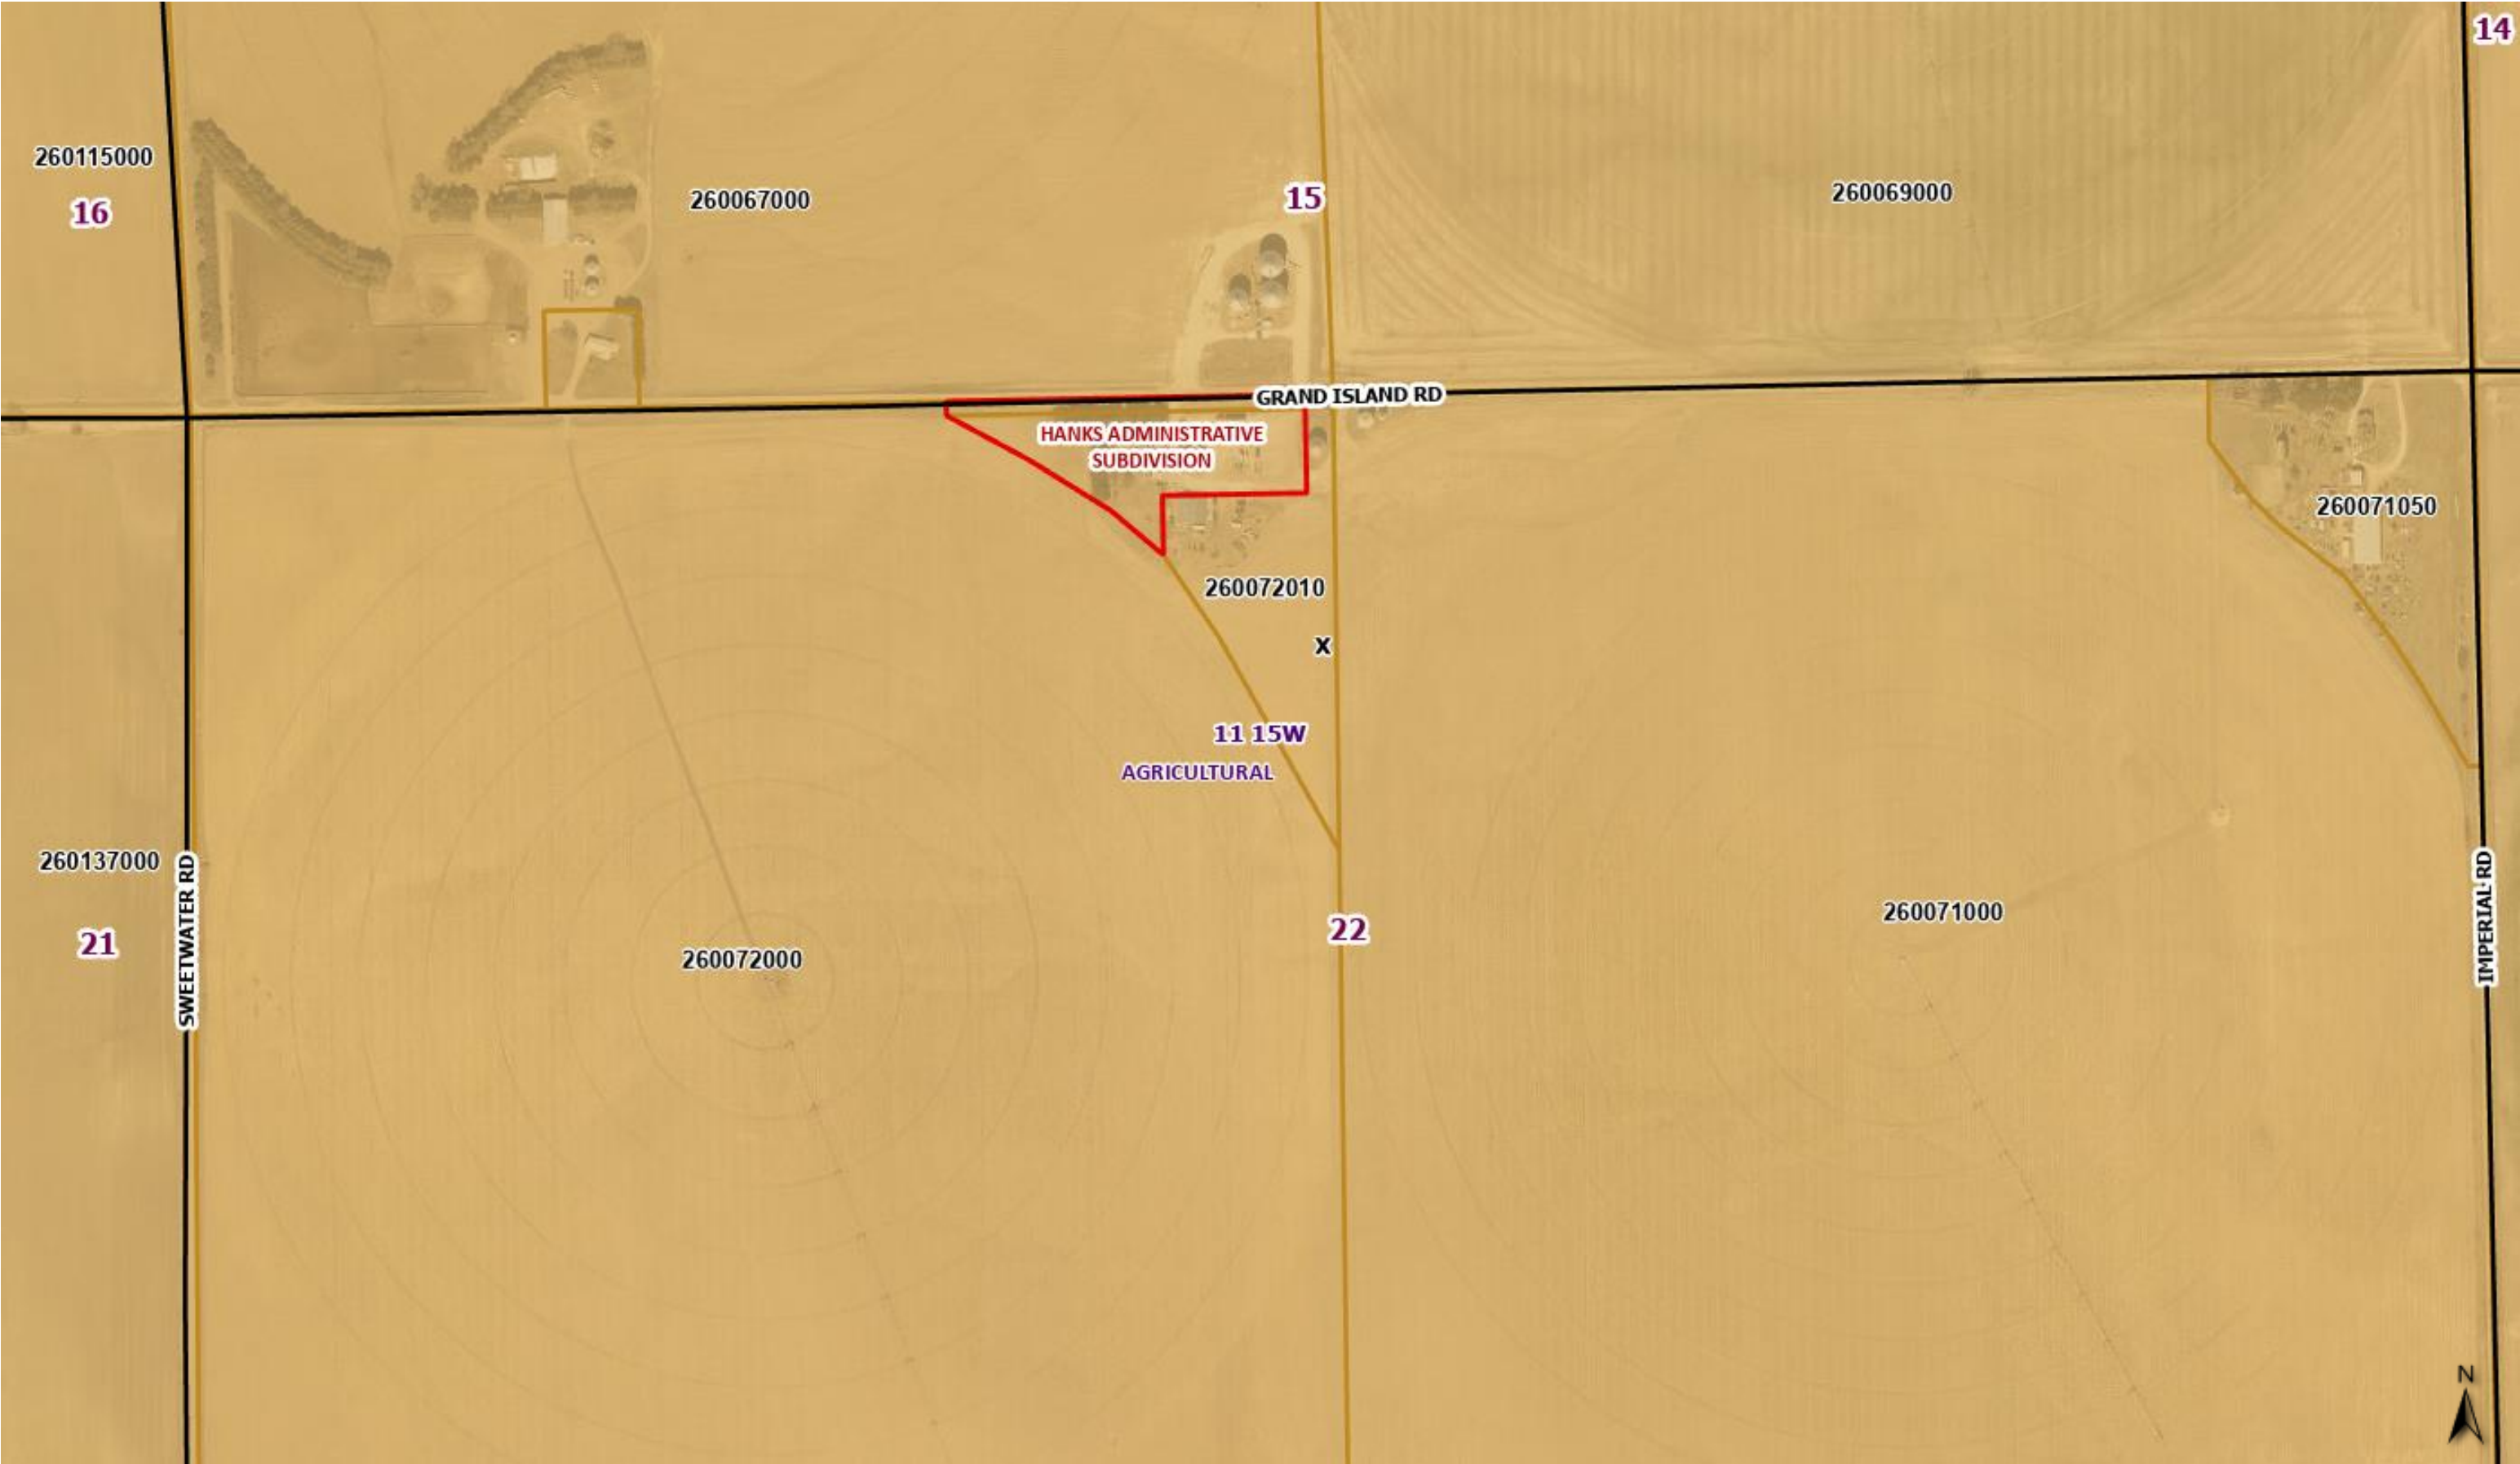 14
260115000
16
260067000
15
260069000
GRAND ISLAND RD
HANKS ADMINISTRATIVE
SUBDIVISION
260071050
260072010
X
11 15W
AGRICULTURAL
260137000
SWEETWATER RD
21
260072000
22
260071000
IMPERIAL RD
N